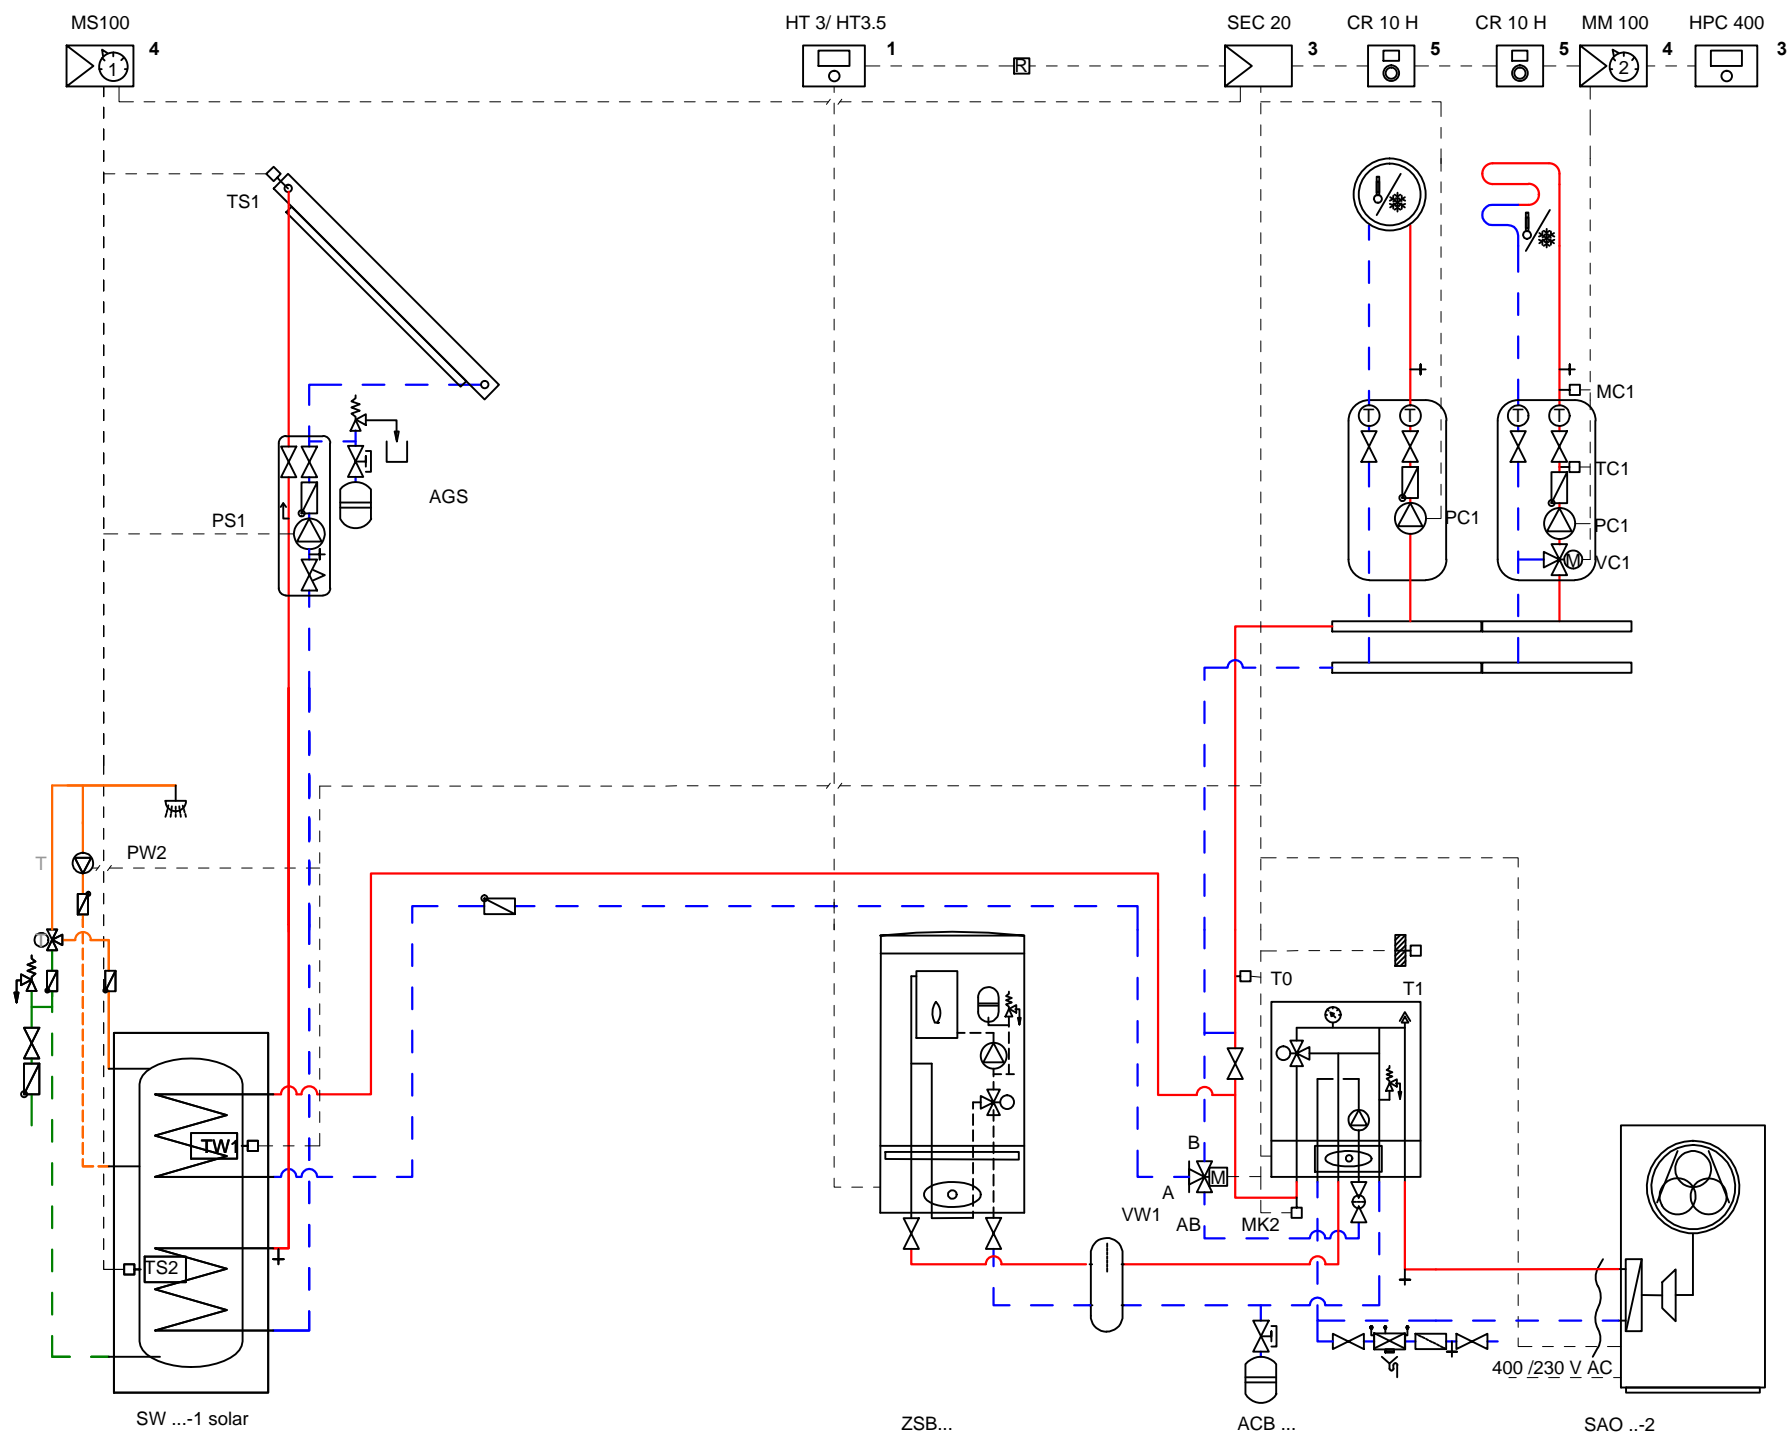 MS100
HT 3/ HT3.5
SEC 20
CR 10 H
CR 10 H
MM 100
HPC 400
4
1
3
5
5
4
3
1
R
2
TS1
MC1
T T T T
TC1
AGS
PS1
PC1
PC1
M
VC1
PW2
T
T
T0
T1
TW1
B
M
A
VW1
AB
MK2
TS2
400 /230 V AC
SW ...-1 solar
ZSB...
ACB ...
SAO ..-2